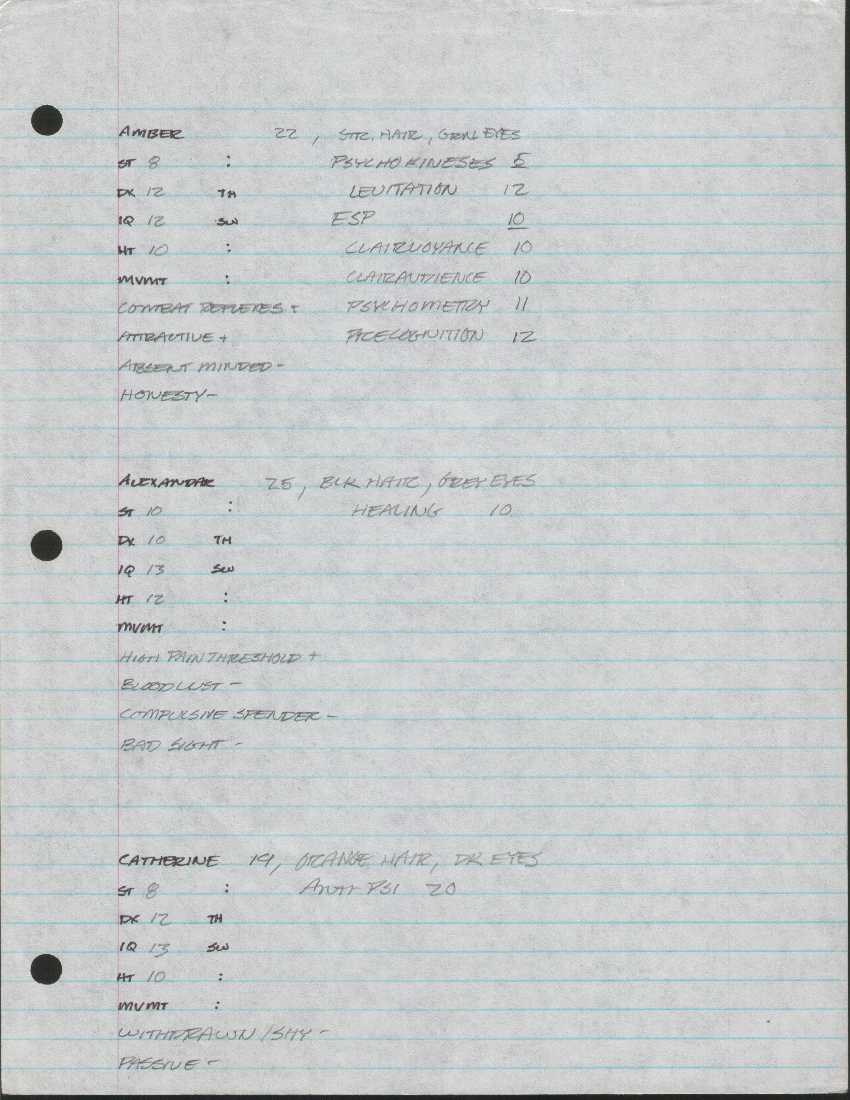 AMBER 22, STR. HAIR, GRN EYES
ST 8 : PSYCHOKINESES 5
DX 12 TH LEVITATION 12
IQ 12 SW ESP 10
HT 10 : CLAIRVOYANCE 10
MVMT : CLAIRAUDIENCE 10
COMBAT REFLEXES + PSYCHOMETRY 11
ATTRACTIVE + PRECOGNITION 12
ABSENT MINDED -
HONESTY -
ALEXANDAR 25, BLK HAIR, GREY EYES
ST 10 : HEALING 10
DX 10 TH
IQ 13 SW
HT 12 :
MVMT :
HIGH PAIN THRESHOLD +
BLOODLUST -
COMPULSIVE SPENDER -
BAD SIGHT -
CATHERINE 19, ORANGE HAIR, DK EYES
ST 8 : ANTI PSI 20
DX 12 TH
IQ 13 SW
HT 10 :
MVMT :
WITHDRAWN/SHY -
PASSIVE -